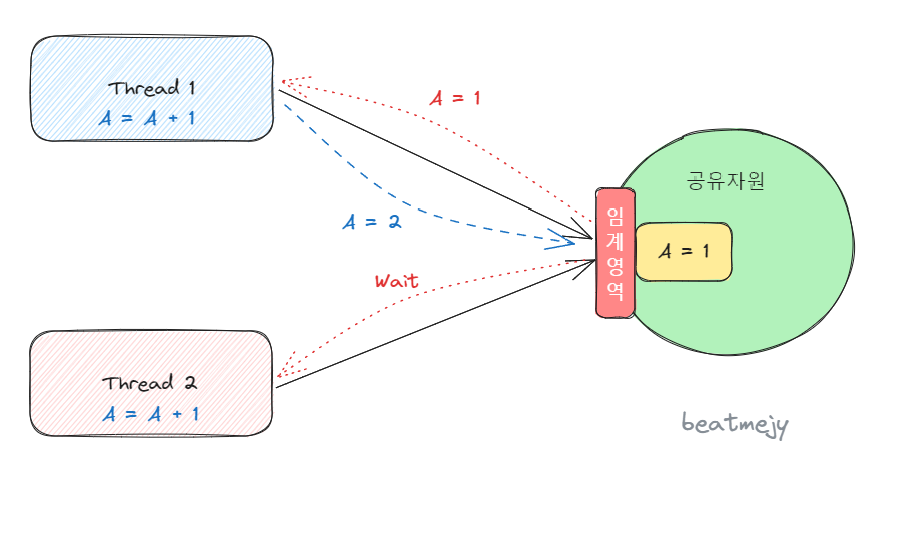 Thread 1
A = A + 1
A = 1
공유자원
임
계
영
역
A = 1
A = 2
Wait
Thread 2
A = A + 1
beatmejy